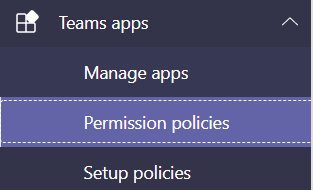 Teams apps
Manage apps
Permission policies
Setup policies